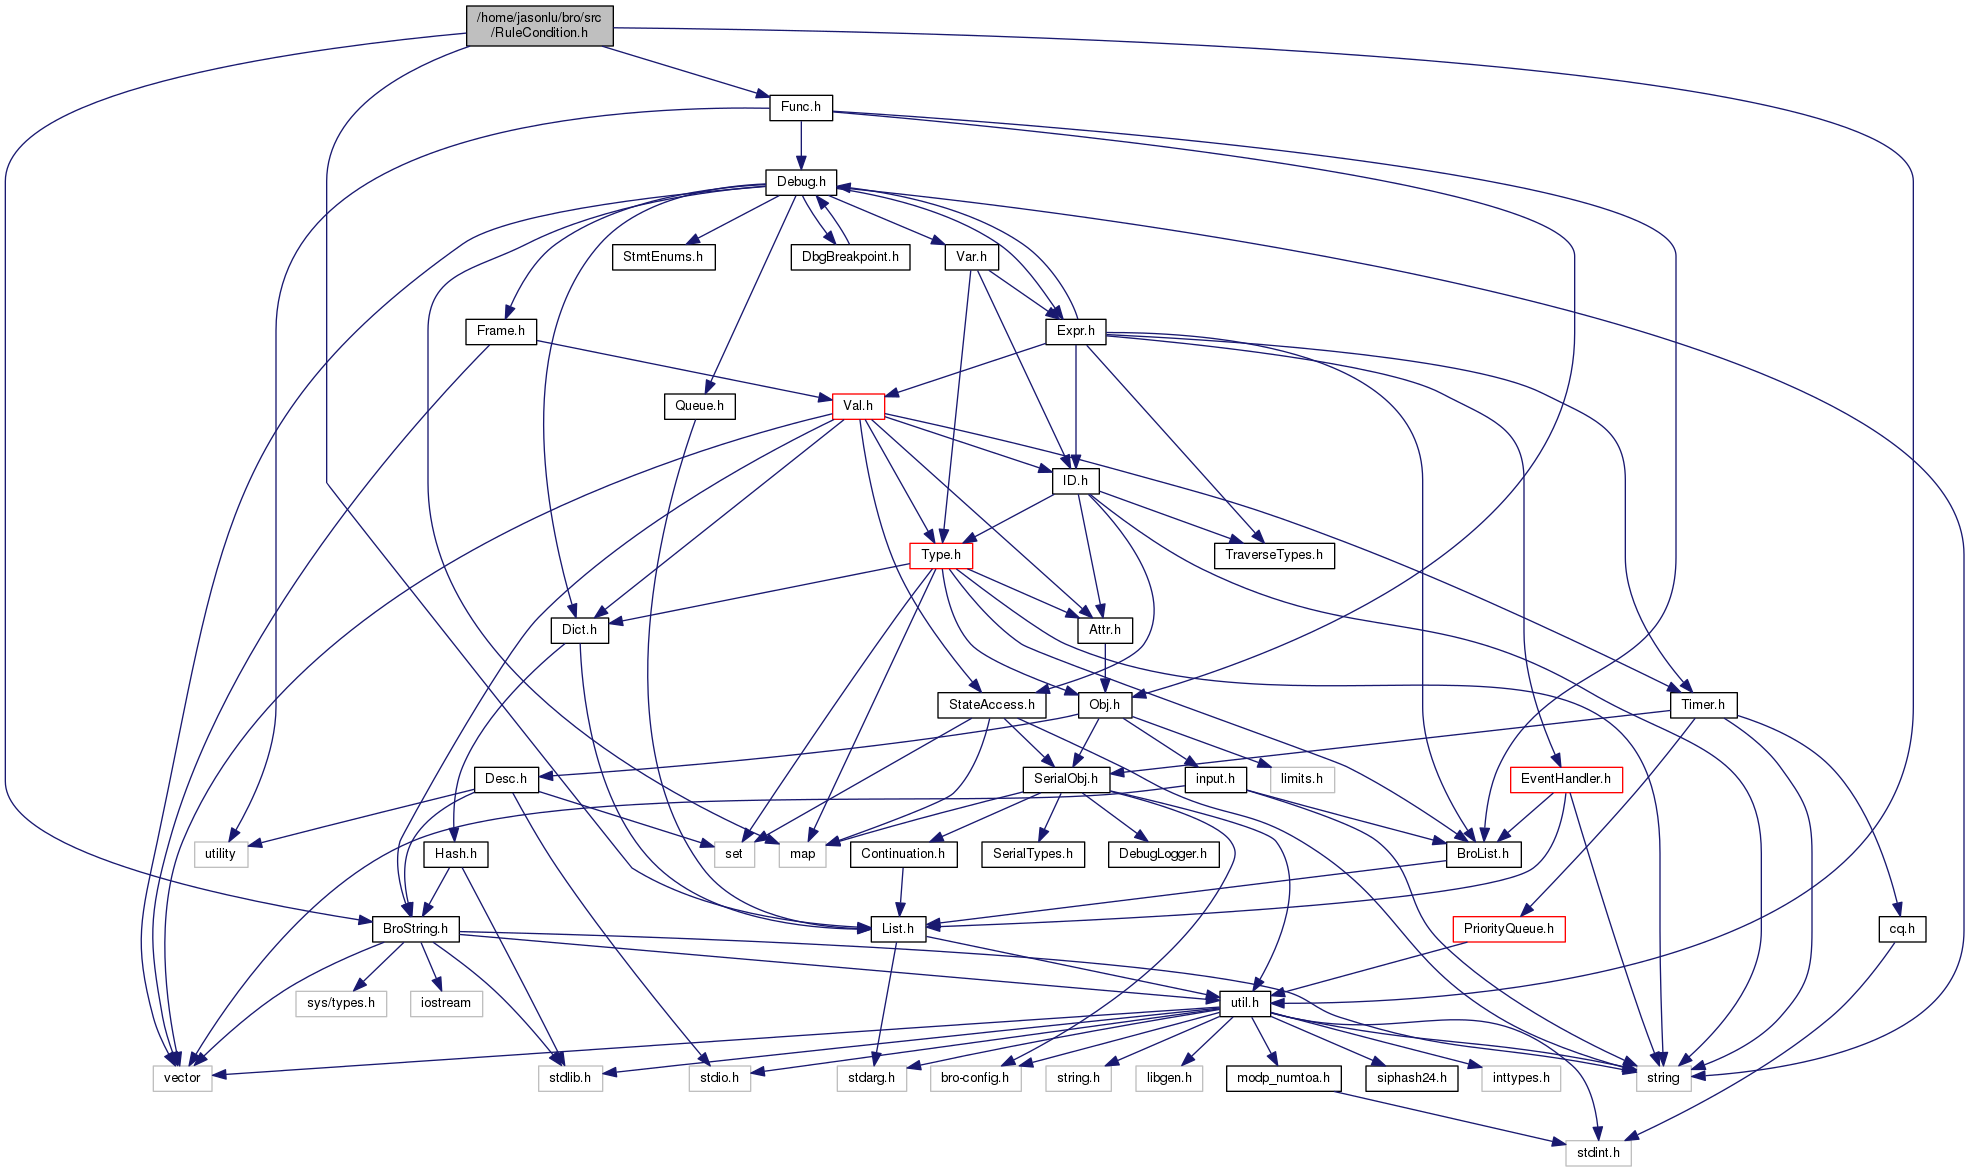 /home/jasonlu/bro/src
/RuleCondition.h
Func.h
Debug.h
StmtEnums.h
DbgBreakpoint.h
Var.h
Frame.h
Expr.h
Queue.h
Val.h
ID.h
Type.h
TraverseTypes.h
Dict.h
Attr.h
StateAccess.h
Obj.h
Timer.h
Desc.h
SerialObj.h
input.h
limits.h
EventHandler.h
utility
Hash.h
set
map
Continuation.h
SerialTypes.h
DebugLogger.h
BroList.h
BroString.h
List.h
PriorityQueue.h
cq.h
sys/types.h
iostream
util.h
vector
stdlib.h
stdio.h
stdarg.h
bro-config.h
string.h
libgen.h
modp_numtoa.h
siphash24.h
inttypes.h
string
stdint.h